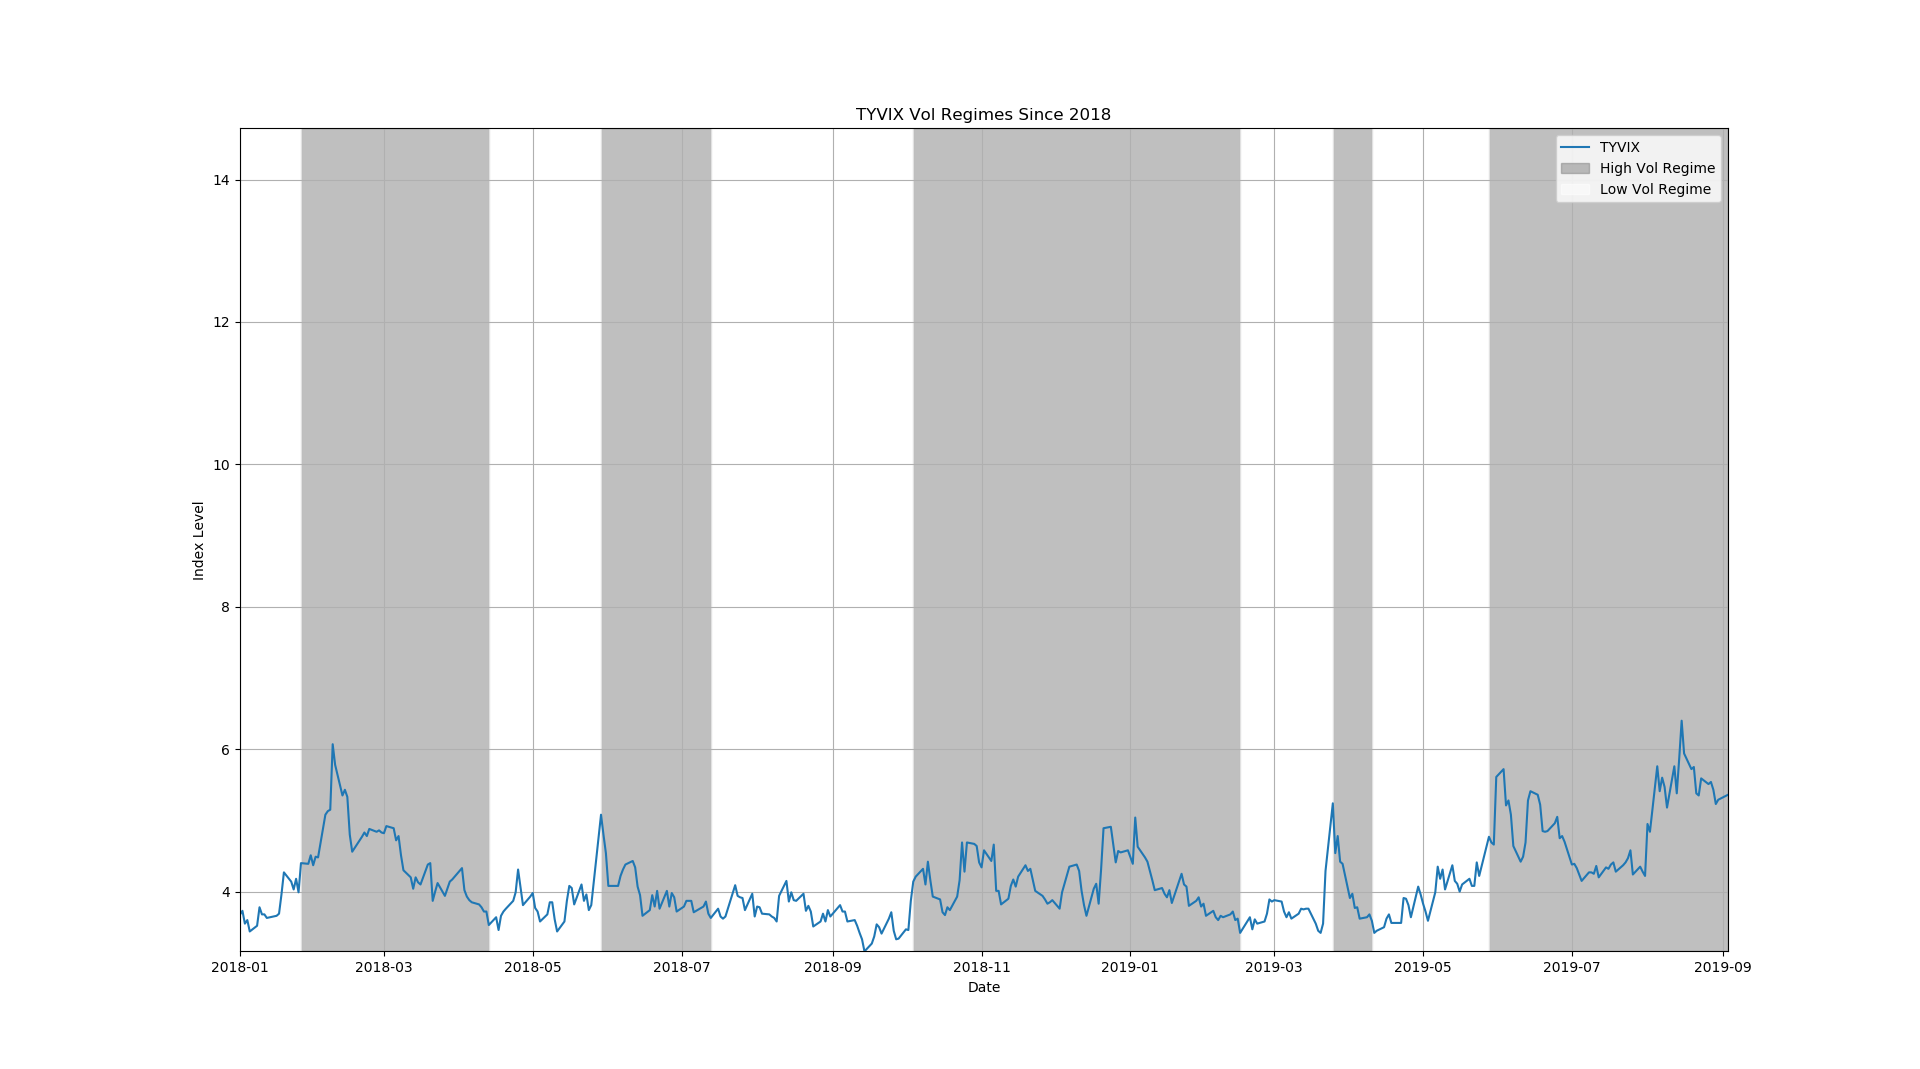 TYVIX Vol Regimes Since 2018
TYVIX
High Vol Regime
Low Vol Regime
14
12
10
8
6
4
Index Level
2018-01 2018-03 2018-05 2018-07 2018-09 2018-11 2019-01 2019-03 2019-05 2019-07 2019-09
Date